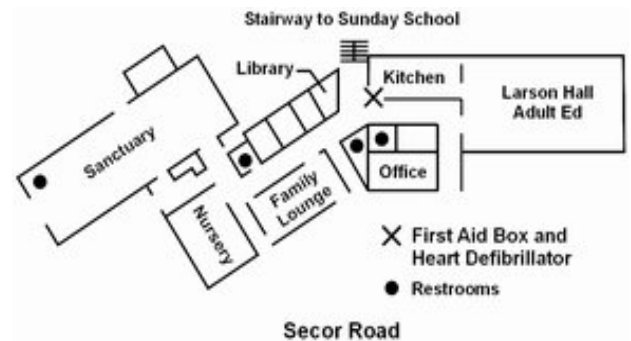 Stairway to Sunday School
Library
Kitchen
Larson Hall
Adult Ed
Sanctuary
Office
Family
Lounge
Nursery
First Aid Box and
Heart Defibrillator
Restrooms
Secor Road